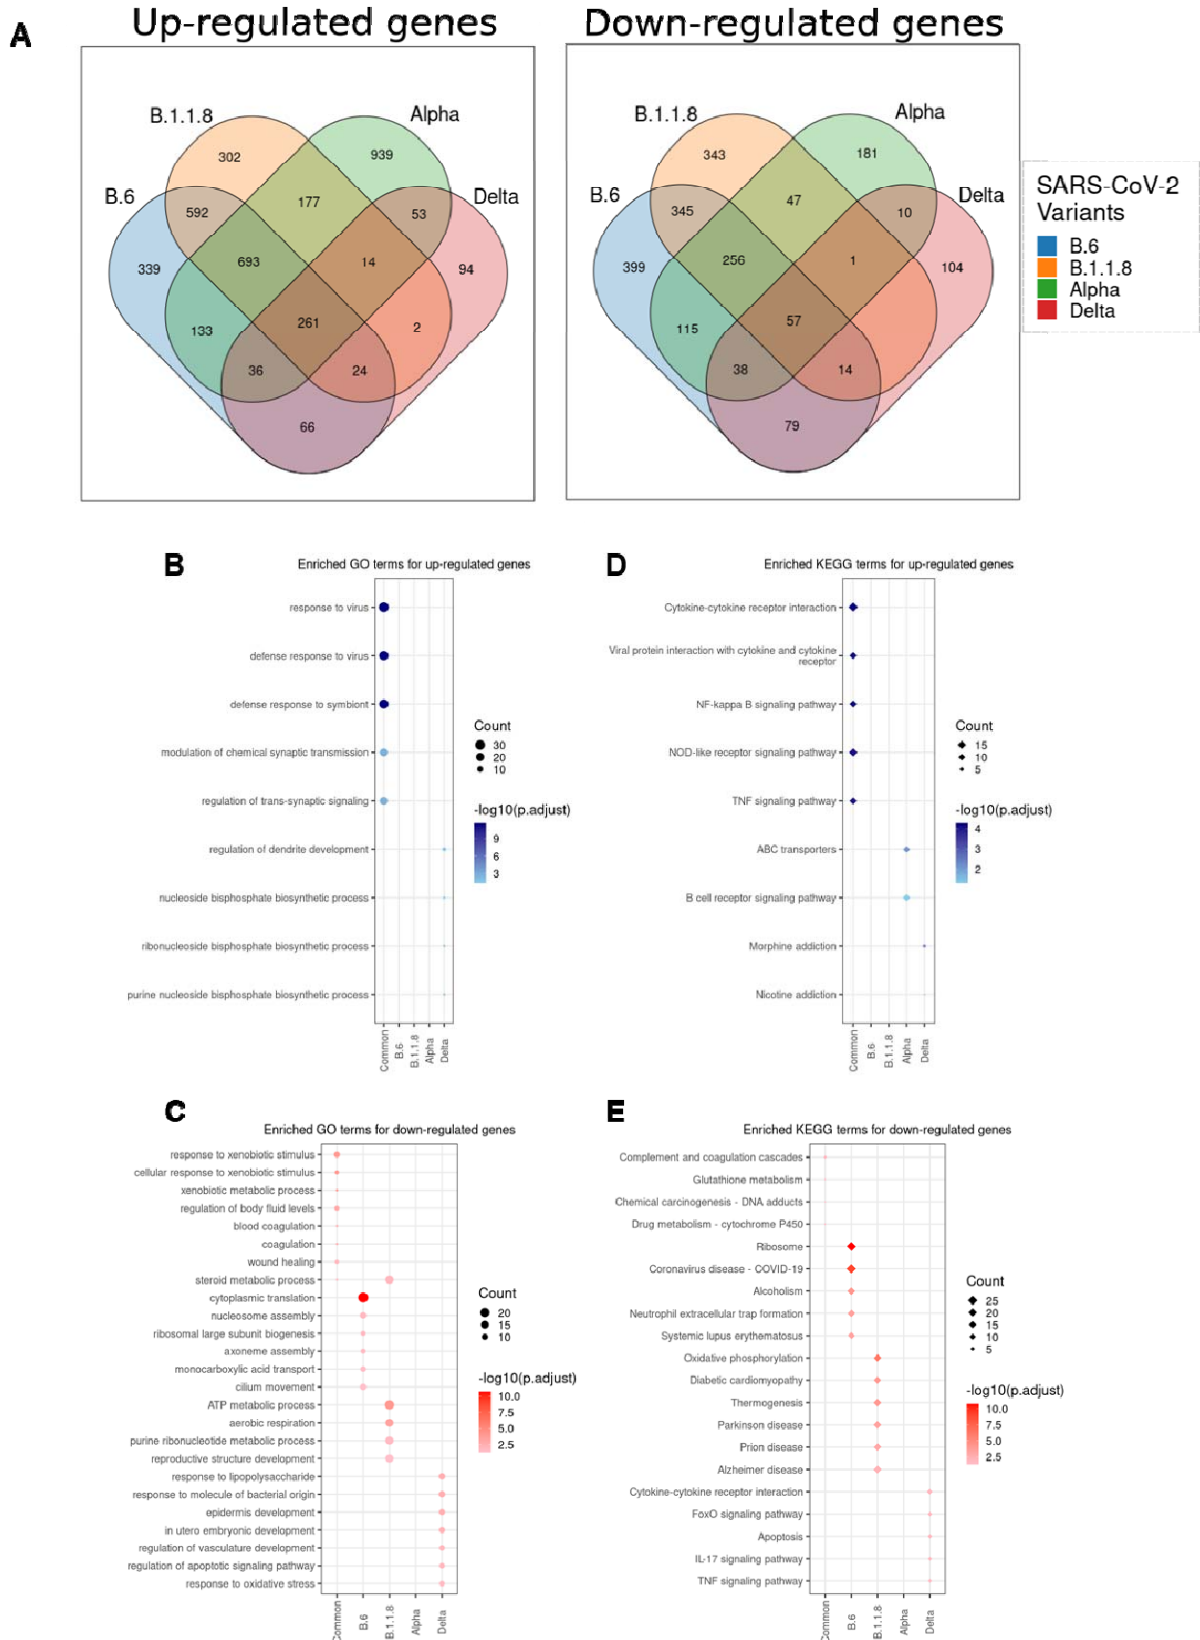 A
Up-regulated genes
Down-regulated genes
B.1.1.8
Alpha
B.6
Delta
302
939
592
177
53
339
693
14
94
133
261
2
36
24
66
B.1.1.8
Alpha
B.6
Delta
343
181
345
47
10
399
256
1
104
115
57
38
14
79
SARS-CoV-2
Variants
B.6
B.1.1.8
Alpha
Delta
B
Enriched GO terms for up-regulated genes
response to virus
defense response to virus
defense response to symbiont
modulation of chemical synaptic transmission
regulation of trans-synaptic signaling
regulation of dendrite development
nucleoside bisphosphate biosynthetic process
ribonucleoside bisphosphate biosynthetic process
purine nucleoside bisphosphate biosynthetic process
Common
B.6
B.1.1.8
Alpha
Delta
Count
30
20
10
-log10(p.adjust)
9
6
3
D
Enriched KEGG terms for up-regulated genes
Cytokine-cytokine receptor interaction
Viral protein interaction with cytokine and cytokine
receptor
NF-kappa B signaling pathway
NOD-like receptor signaling pathway
TNF signaling pathway
ABC transporters
B cell receptor signaling pathway
Morphine addiction
Nicotine addiction
Common
B.6
B.1.1.8
Alpha
Delta
Count
15
10
5
-log10(p.adjust)
4
3
2
C
Enriched GO terms for down-regulated genes
response to xenobiotic stimulus
cellular response to xenobiotic stimulus
xenobiotic metabolic process
regulation of body fluid levels
blood coagulation
coagulation
wound healing
steroid metabolic process
cytoplasmic translation
nucleosome assembly
ribosomal large subunit biogenesis
axoneme assembly
monocarboxylic acid transport
cilium movement
ATP metabolic process
aerobic respiration
purine ribonucleotide metabolic process
reproductive structure development
response to lipopolysaccharide
response to molecule of bacterial origin
epidermis development
in utero embryonic development
regulation of vasculature development
regulation of apoptotic signaling pathway
response to oxidative stress
Common
B.6
B.1.1.8
Alpha
Delta
Count
20
15
10
-log10(p.adjust)
10.0
7.5
5.0
2.5
E
Enriched KEGG terms for down-regulated genes
Complement and coagulation cascades
Glutathione metabolism
Chemical carcinogenesis - DNA adducts
Drug metabolism - cytochrome P450
Ribosome
Coronavirus disease - COVID-19
Alcoholism
Neutrophil extracellular trap formation
Systemic lupus erythematosus
Oxidative phosphorylation
Diabetic cardiomyopathy
Thermogenesis
Parkinson disease
Prion disease
Alzheimer disease
Cytokine-cytokine receptor interaction
FoxO signaling pathway
Apoptosis
IL-17 signaling pathway
TNF signaling pathway
Common
B.6
B.1.1.8
Alpha
Delta
Count
25
20
15
10
5
-log10(p.adjust)
10.0
7.5
5.0
2.5